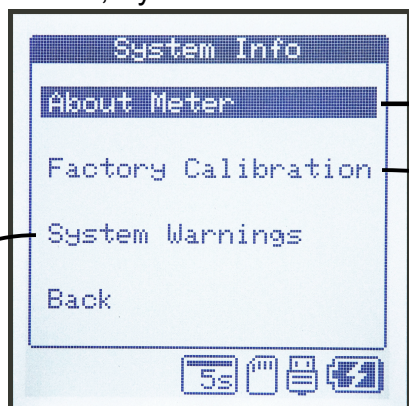 System Info
About Meter
Factory Calibration
System Warnings
Back
5s